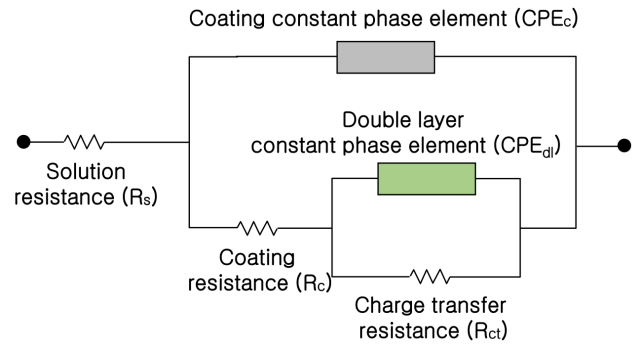 Coating constant phase element (CPEc)
Double layer
constant phase element (CPEdl)
Solution
resistance (Rs)
Coating
resistance (Rc)
Charge transfer
resistance (Rct)